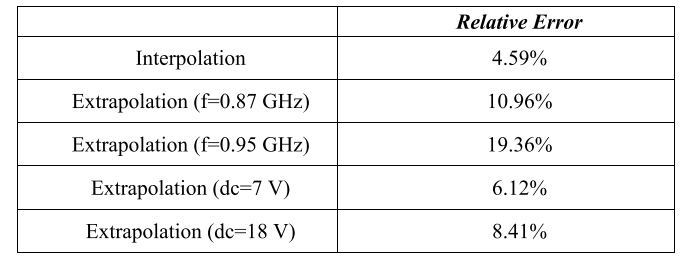 Relative Error
Interpolation 4.59%
Extrapolation (f=0.87 GHz) 10.96%
Extrapolation (f=0.95 GHz) 19.36%
Extrapolation (dc=7 V) 6.12%
Extrapolation (dc=18 V) 8.41%